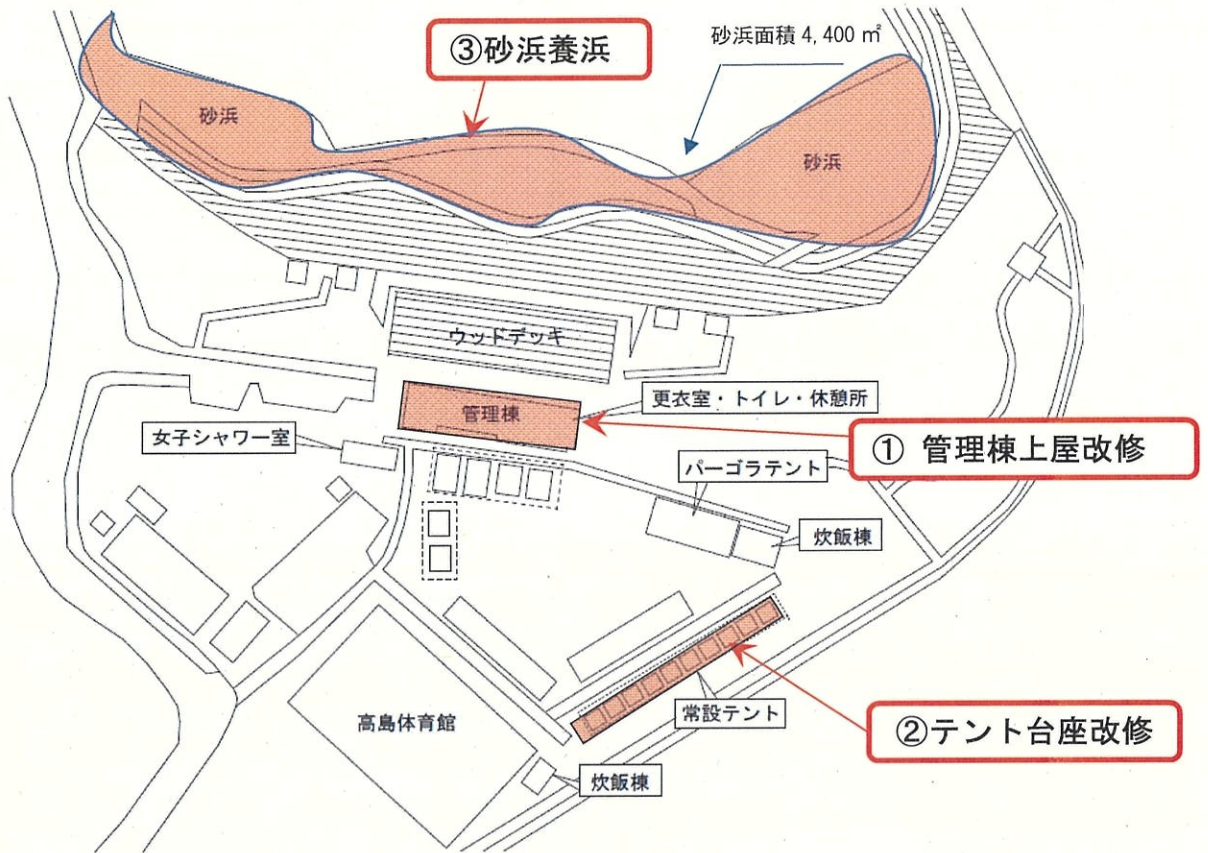 ③砂浜養浜
砂浜面積 4,400 ㎡
砂浜
砂浜
ウッドデッキ
管理棟
更衣室・トイレ・休憩所
女子シャワー室
① 管理棟上屋改修
パーゴラテント
炊飯棟
常設テント
高島体育館
②テント台座改修
炊飯棟